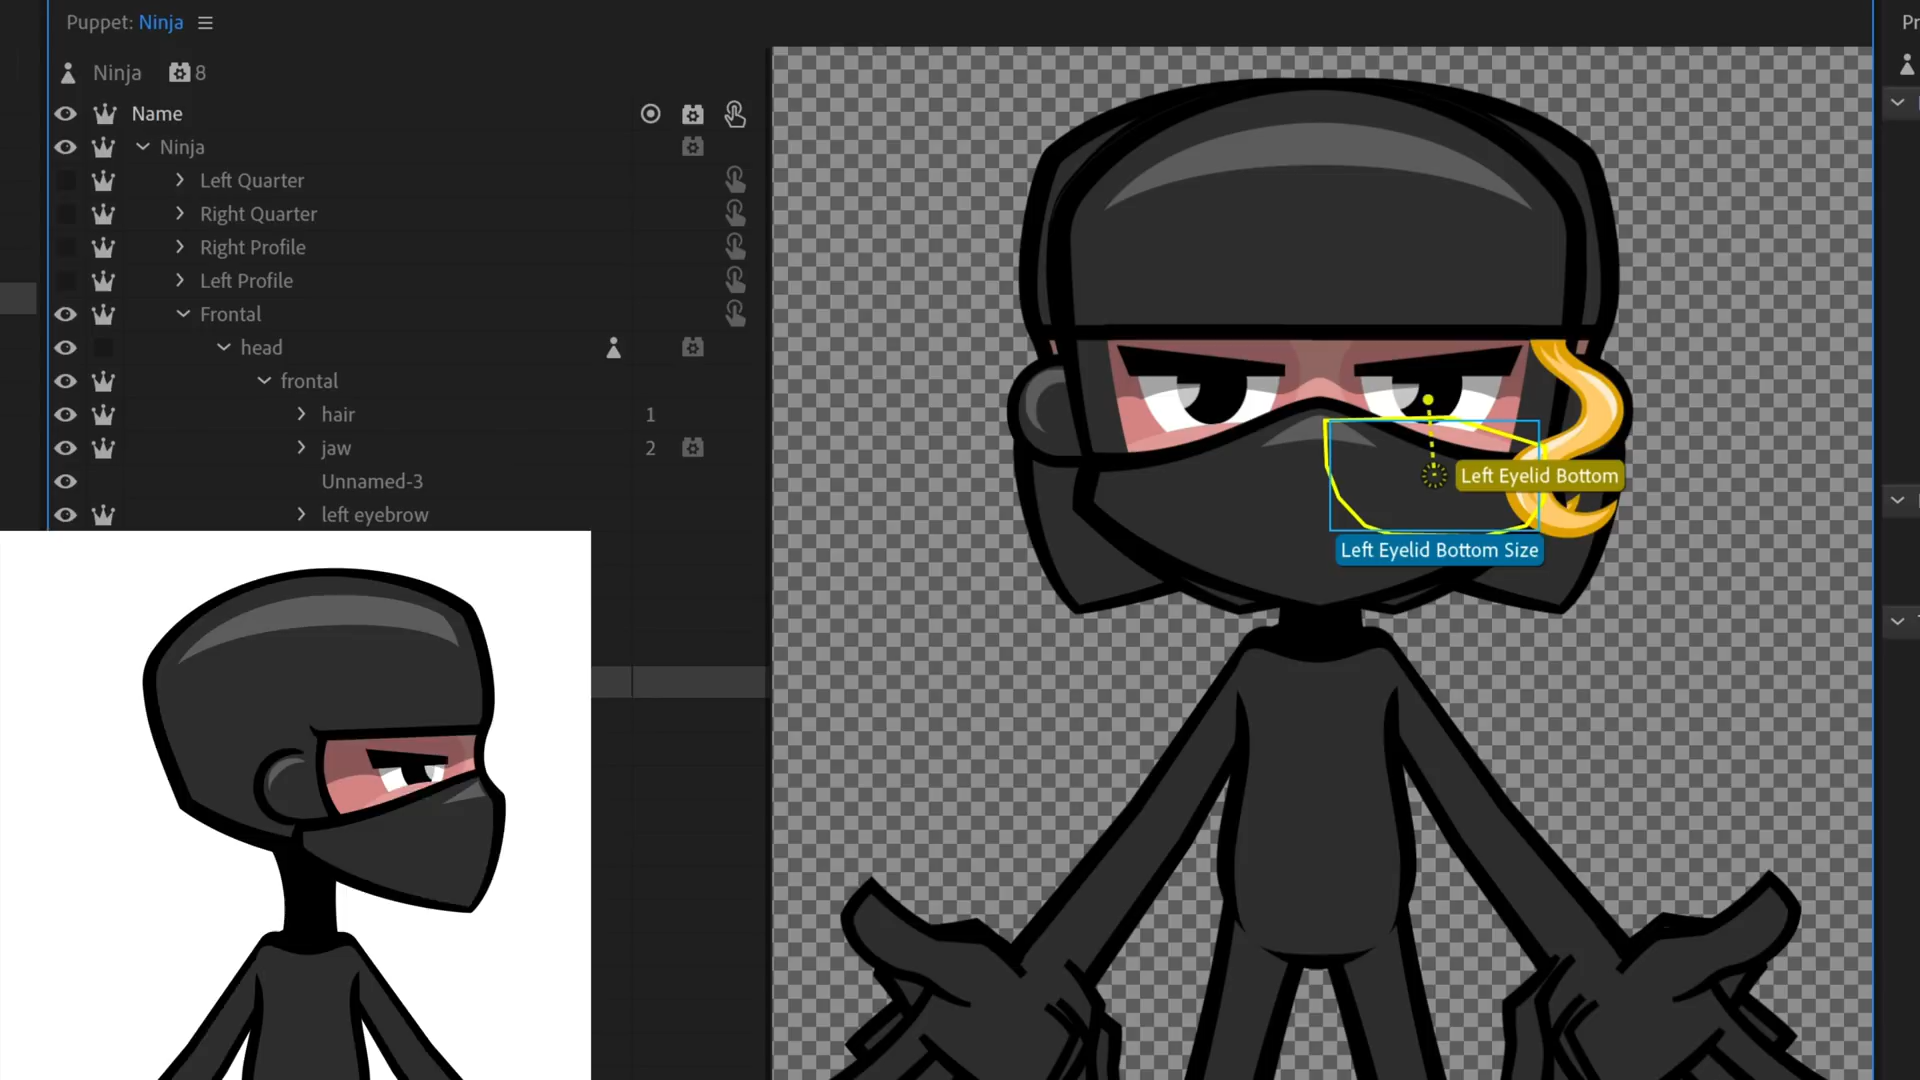 Puppet: Ninja
Ninja 8
Name
Ninja
Left Quarter
Right Quarter
Right Profile
Left Profile
Frontal
head
frontal
hair 1
jaw 2
Unnamed-3
left eyebrow
Left Eyelid Bottom
Left Eyelid Bottom Size
Pr